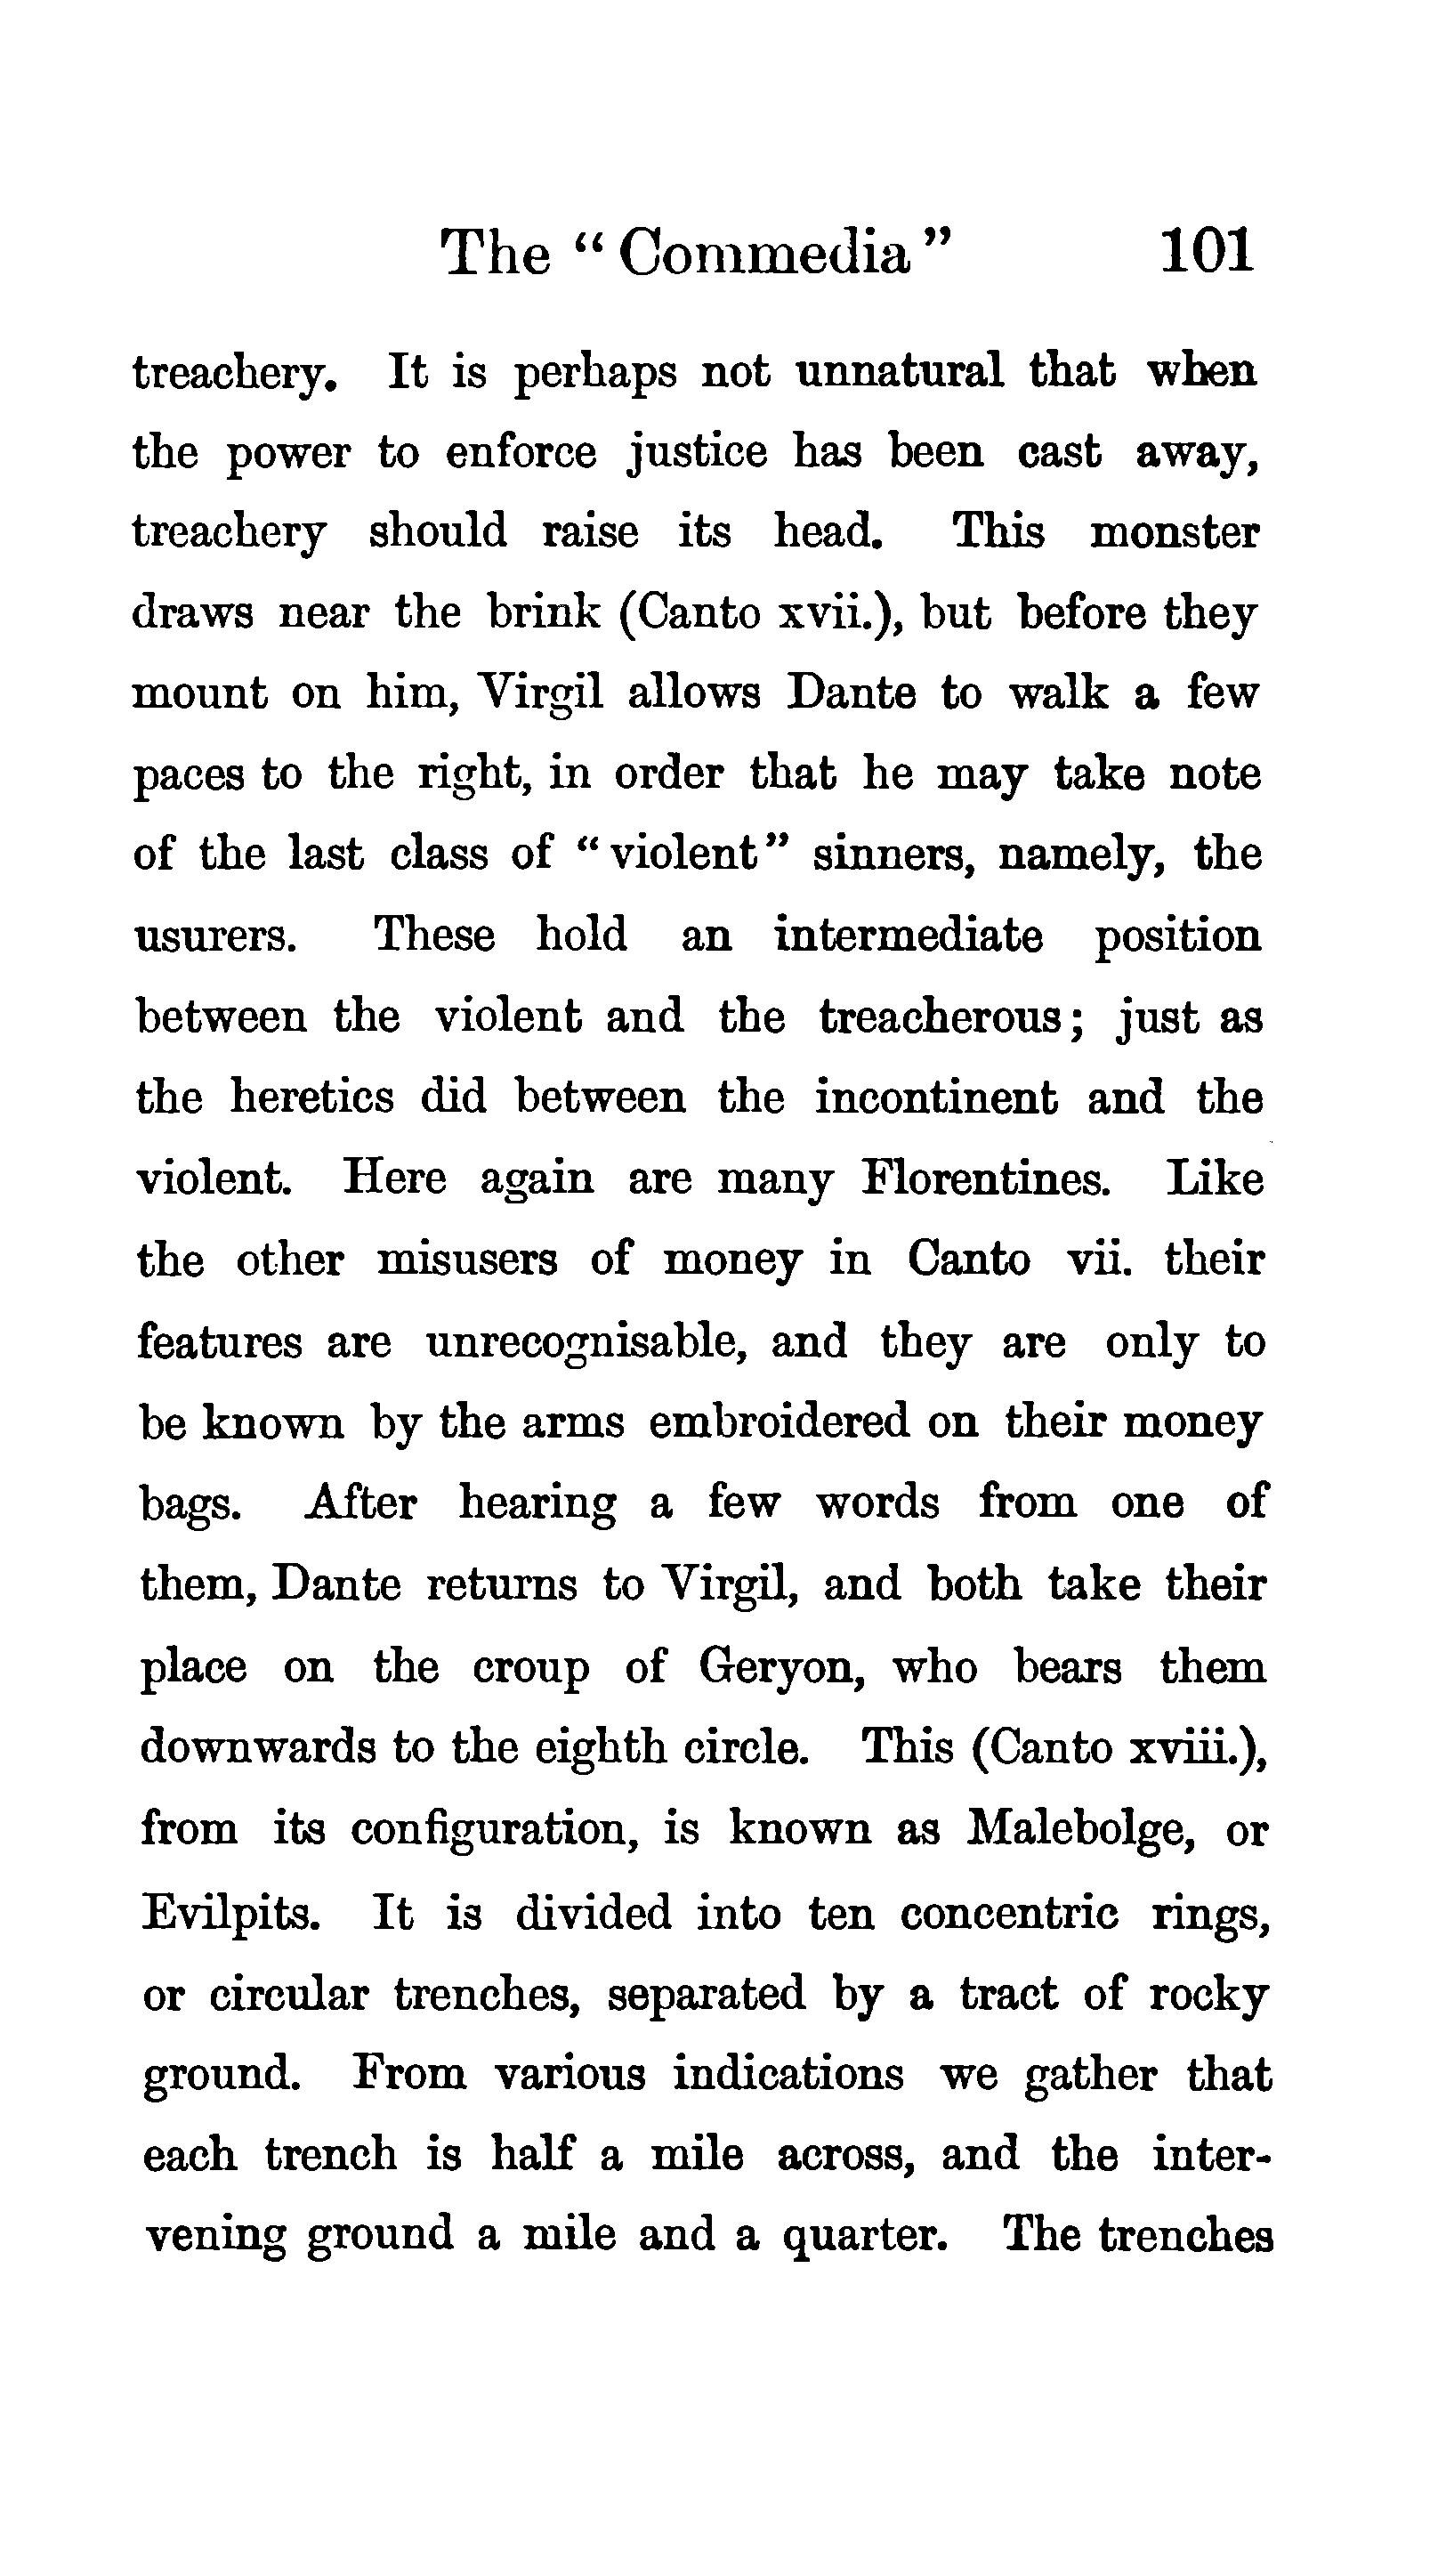 The “Commedia” 101
treachery. It is perhaps not unnatural that when
the power to enforce justice has been cast away,
treachery should raise its head. This monster
draws near the brink (Canto xvii.), but before they
mount on him, Virgil allows Dante to walk a few
paces to the right, in order that he may take note
of the last class of “violent” sinners, namely, the
usurers. These hold an intermediate position
between the violent and the treacherous; just as
the heretics did between the incontinent and the
violent. Here again are many Florentines. Like
the other misusers of money in Canto vii. their
features are unrecognisable, and they are only to
be known by the arms embroidered on their money
bags. After hearing a few words from one of
them, Dante returns to Virgil, and both take their
place on the croup of Geryon, who bears them
downwards to the eighth circle. This (Canto xviii.),
from its configuration, is known as Malebolge, or
Evilpits. It is divided into ten concentric rings,
or circular trenches, separated by a tract of rocky
ground. From various indications we gather that
each trench is half a mile across, and the inter-
vening ground a mile and a quarter. The trenches